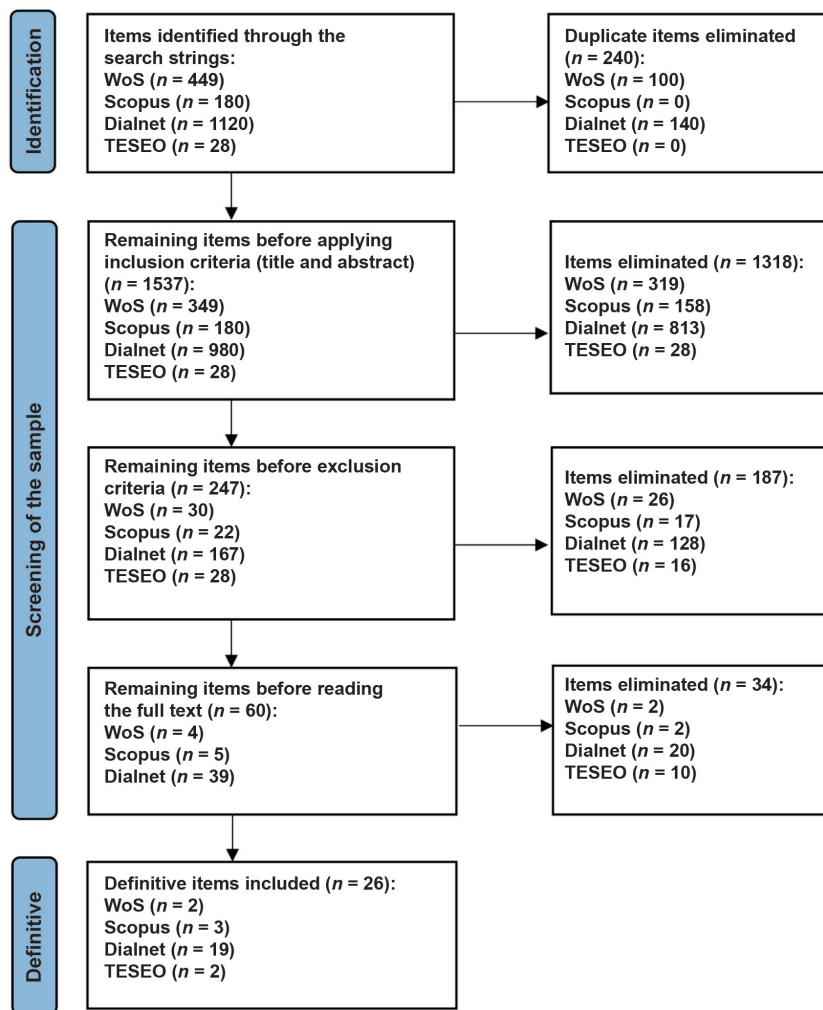 Identification
Items identified through the
search strings:
WoS (n = 449)
Scopus (n = 180)
Dialnet (n = 1120)
TESEO (n = 28)
Duplicate items eliminated
(n = 240):
WoS (n = 100)
Scopus (n = 0)
Dialnet (n = 140)
TESEO (n = 0)
Screening of the sample
Remaining items before applying
inclusion criteria (title and abstract)
(n = 1537):
WoS (n = 349)
Scopus (n = 180)
Dialnet (n = 980)
TESEO (n = 28)
Items eliminated (n = 1318):
WoS (n = 319)
Scopus (n = 158)
Dialnet (n = 813)
TESEO (n = 28)
Remaining items before exclusion
criteria (n = 247):
WoS (n = 30)
Scopus (n = 22)
Dialnet (n = 167)
TESEO (n = 28)
Items eliminated (n = 187):
WoS (n = 26)
Scopus (n = 17)
Dialnet (n = 128)
TESEO (n = 16)
Remaining items before reading
the full text (n = 60):
WoS (n = 4)
Scopus (n = 5)
Dialnet (n = 39)
Items eliminated (n = 34):
WoS (n = 2)
Scopus (n = 2)
Dialnet (n = 20)
TESEO (n = 10)
Definitive
Definitive items included (n = 26):
WoS (n = 2)
Scopus (n = 3)
Dialnet (n = 19)
TESEO (n = 2)